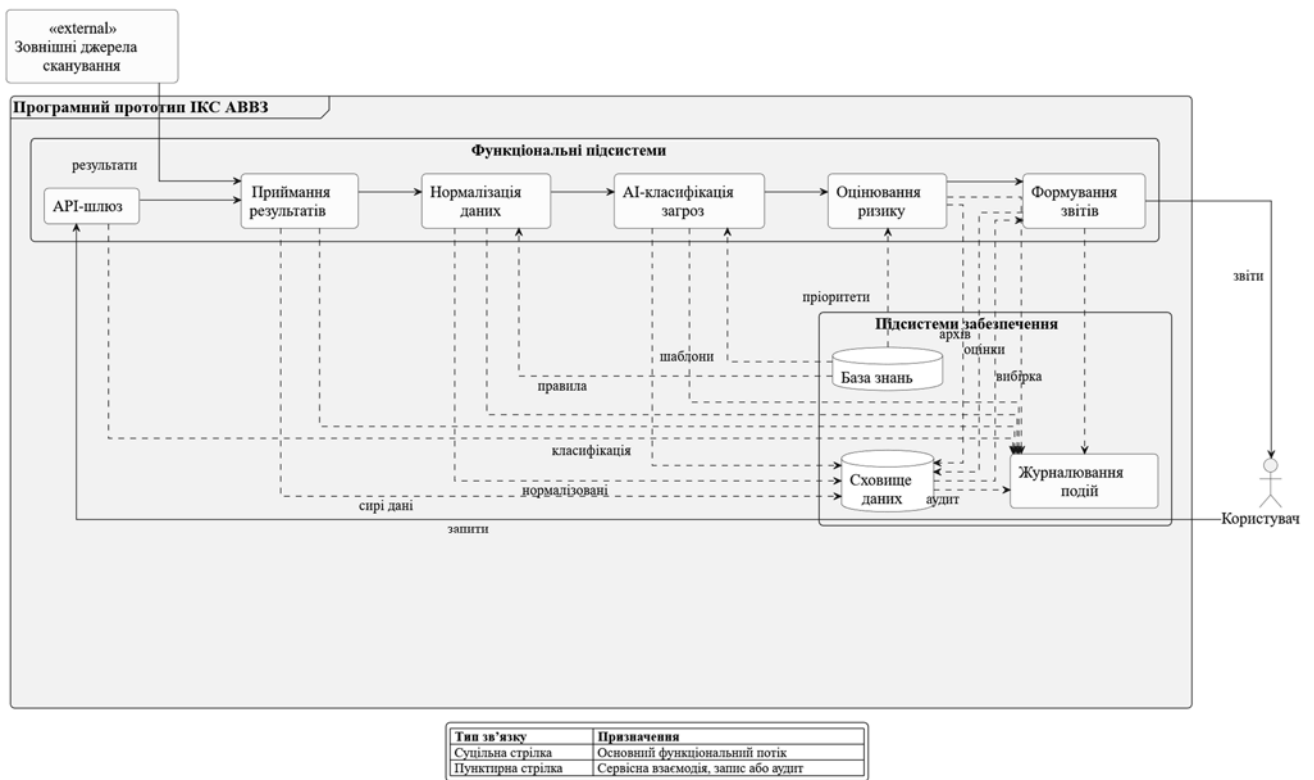 «external»
Зовнішні джерела
сканування
Програмний прототип ІКС АВВЗ
Функціональні підсистеми
результати
API-шлюз
Приймання
результатів
Нормалізація
даних
AI-класифікація
загроз
Оцінювання
ризику
Формування
звітів
звіти
пріоритети
Підсистеми забезпечення
архів
оцінки
шаблони
База знань
вибірка
правила
класифікація
Сховище
даних
Журналювання
подій
нормалізовані
аудит
сирі дані
Користувач
запити
Тип зв’язку Призначення
Суцільна стрілка Основний функціональний потік
Пунктирна стрілка Сервісна взаємодія, запис або аудит